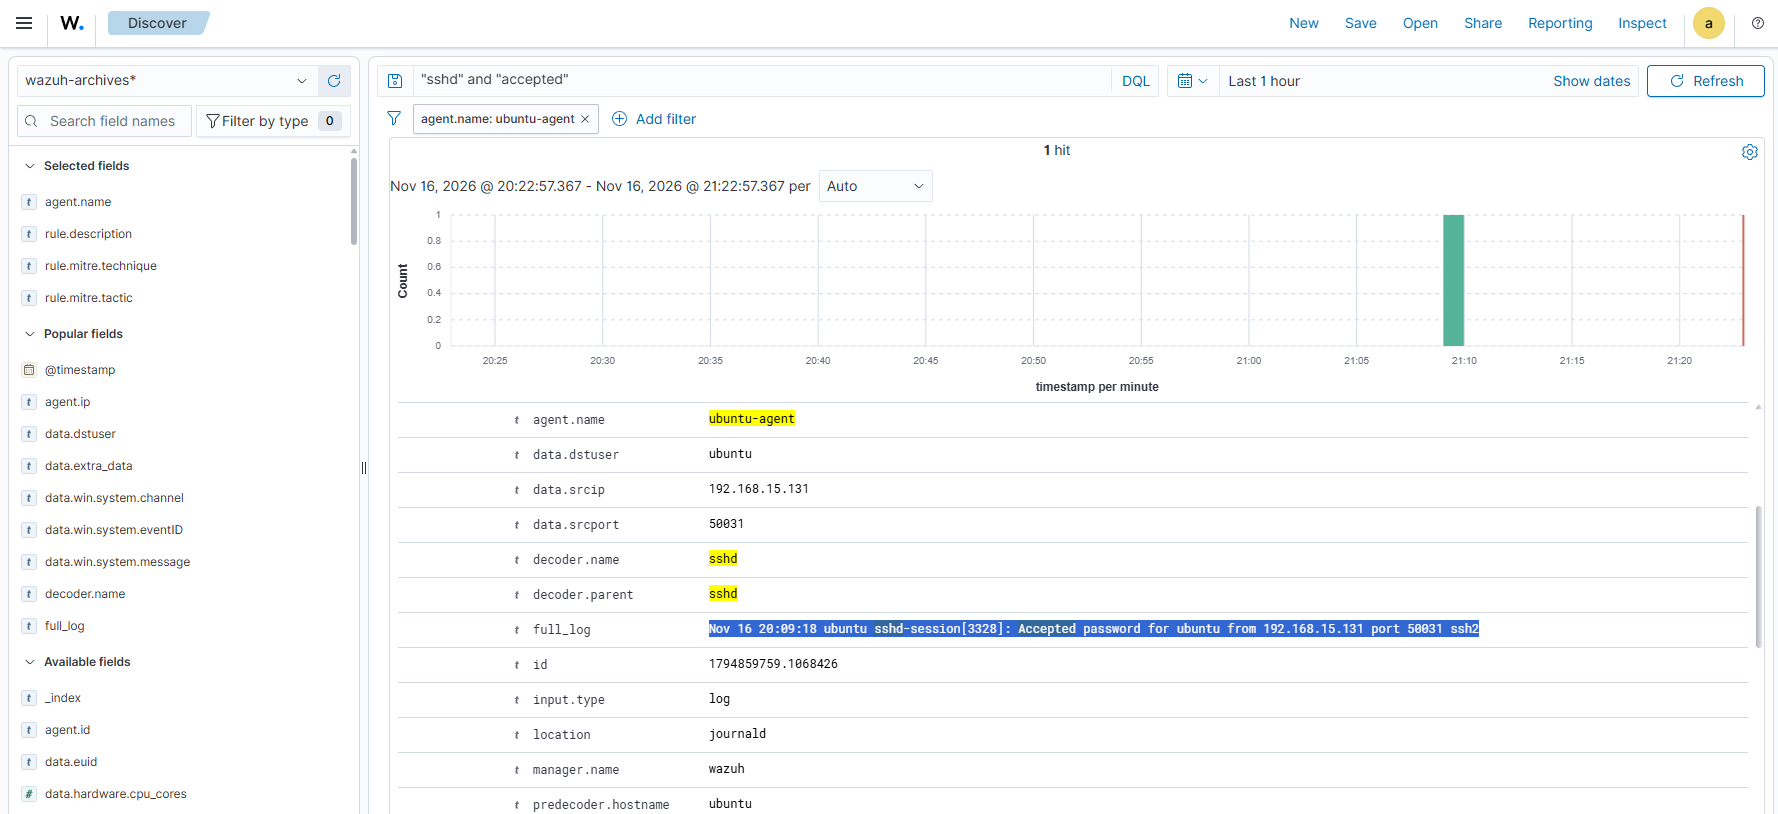 W. Discover New Save Open Share Reporting Inspect a
wazuh-archives*
"sshd" and "accepted" DQL Last 1 hour Show dates Refresh
Search field names Filter by type 0
agent.name: ubuntu-agent × Add filter
Selected fields
agent.name
rule.description
rule.mitre.technique
rule.mitre.tactic
Popular fields
@timestamp
agent.ip
data.dstuser
data.extra_data
data.win.system.channel
data.win.system.eventID
data.win.system.message
decoder.name
full_log
Available fields
_index
agent.id
data.euid
data.hardware.cpu_cores
1 hit
Nov 16, 2026 @ 20:22:57.367 - Nov 16, 2026 @ 21:22:57.367 per Auto
Count
1
0.8
0.6
0.4
0.2
0
20:25 20:30 20:35 20:40 20:45 20:50 20:55 21:00 21:05 21:10 21:15 21:20
timestamp per minute
t agent.name ubuntu-agent
t data.dstuser ubuntu
t data.srcip 192.168.15.131
t data.srcport 50031
t decoder.name sshd
t decoder.parent sshd
t full_log Nov 16 20:09:18 ubuntu sshd-session[3328]: Accepted password for ubuntu from 192.168.15.131 port 50031 ssh2
t id 1794859759.1068426
t input.type log
t location journald
t manager.name wazuh
t predecoder.hostname ubuntu